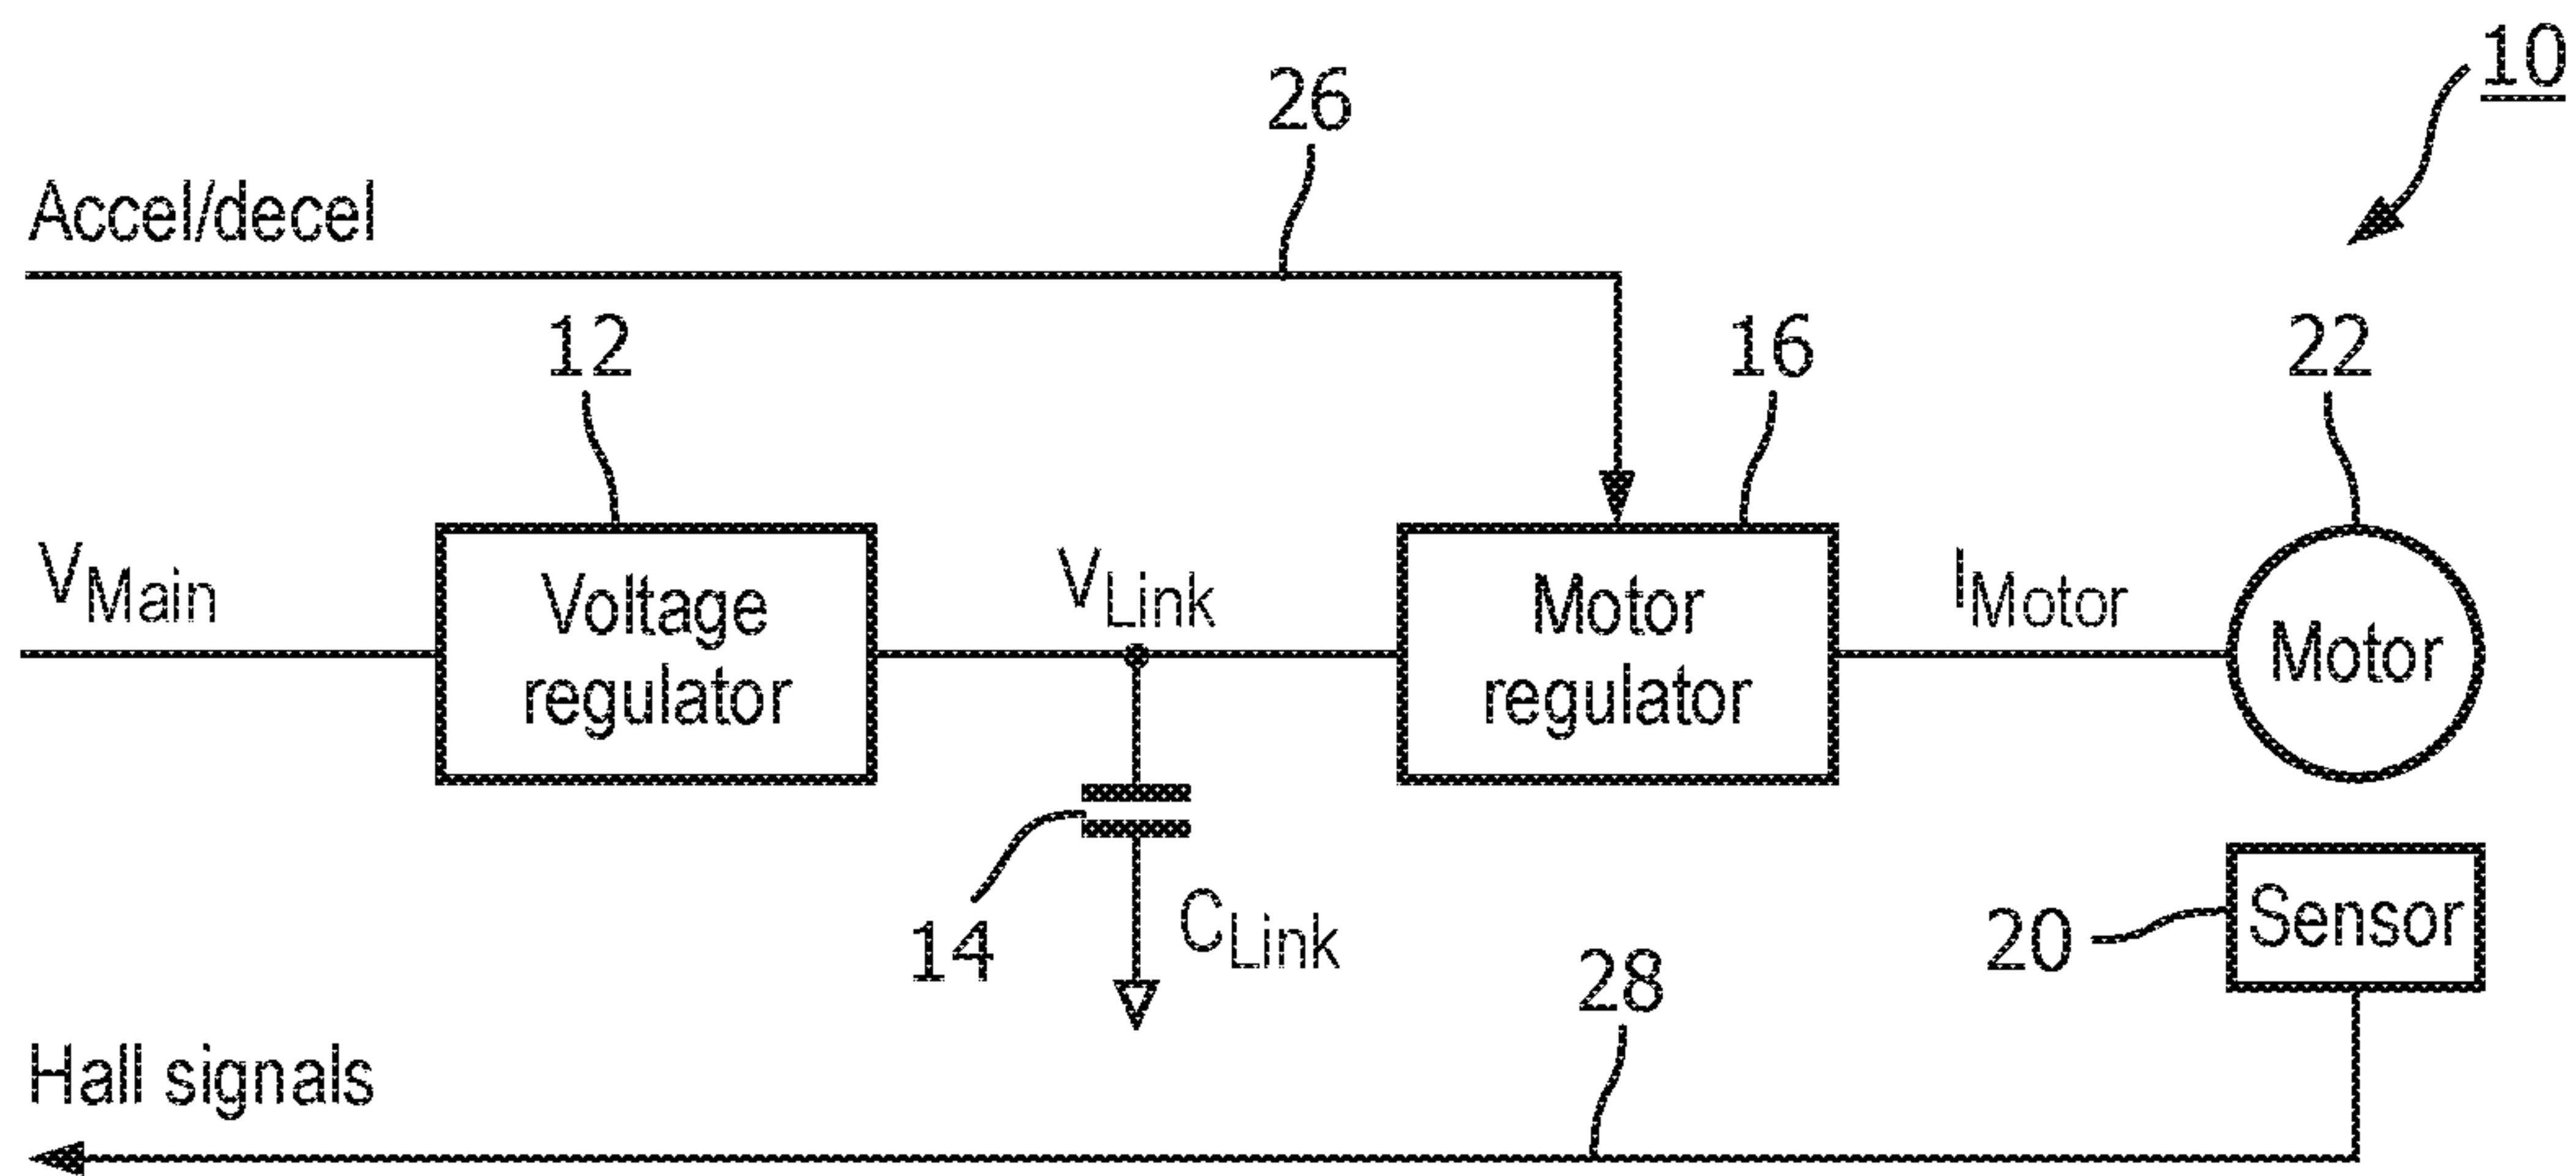 10
26
Accel/decel
12
16
22
VMain
Voltage
regulator
VLink
Motor
regulator
IMotor
Motor
14
CLink
20
Sensor
28
Hall signals